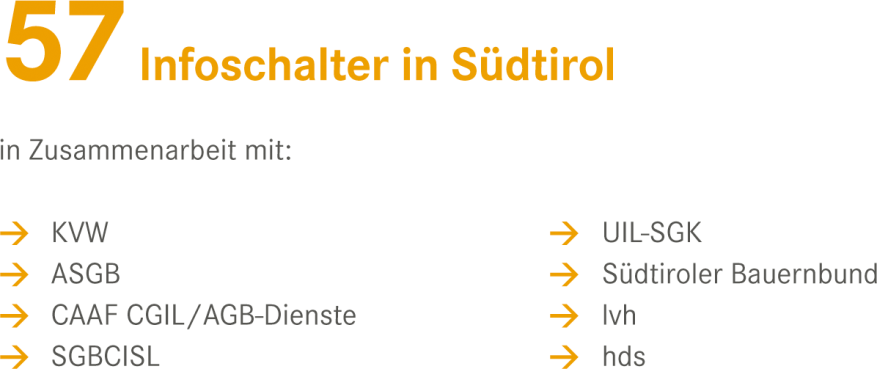 57 Infoschalter in Südtirol
in Zusammenarbeit mit:
→ KVW
→ ASGB
→ CAAF CGIL/AGB-Dienste
→ SGBCISL
→ UIL-SGK
→ Südtiroler Bauernbund
→ lvh
→ hds